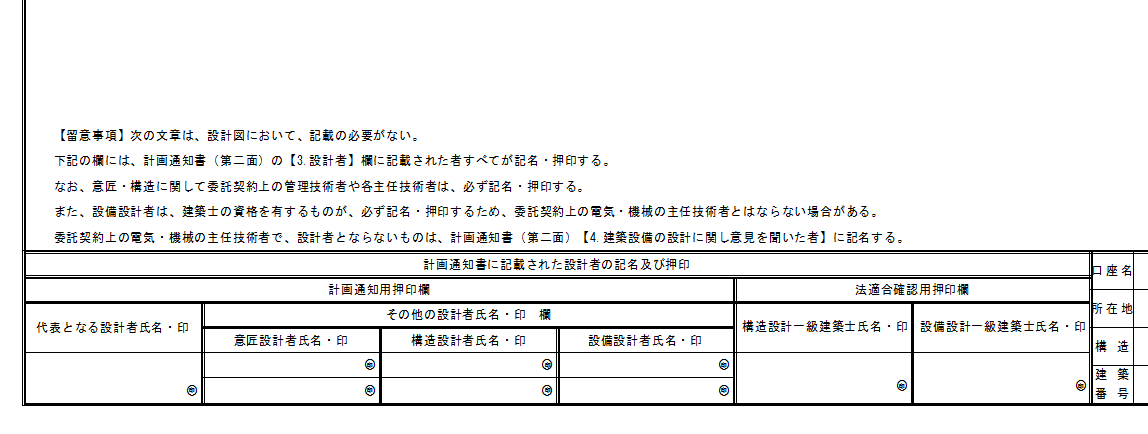 【留意事項】次の文章は、設計図において、記載の必要がない。
下記の欄には、計画通知書（第二面）の【3.設計者】欄に記載された者すべてが記名・押印する。
なお、意匠・構造に関して委託契約上の管理技術者や各主任技術者は、必ず記名・押印する。
また、設備設計者は、建築士の資格を有するものが、必ず記名・押印するため、委託契約上の電気・機械の主任技術者とはならない場合がある。
委託契約上の電気・機械の主任技術者で、設計者とならないものは、計画通知書（第二面）【4.建築設備の設計に関し意見を聞いた者】に記名する。
計画通知書に記載された設計者の記名及び押印
計画通知用押印欄
法適合確認用押印欄
代表となる設計者氏名・印
その他の設計者氏名・印　欄
意匠設計者氏名・印
構造設計者氏名・印
設備設計者氏名・印
構造設計一級建築士氏名・印
設備設計一級建築士氏名・印
㊞ ㊞ ㊞
㊞ ㊞ ㊞ ㊞ ㊞ ㊞
口座名
所在地
構　造
建　築
番　号